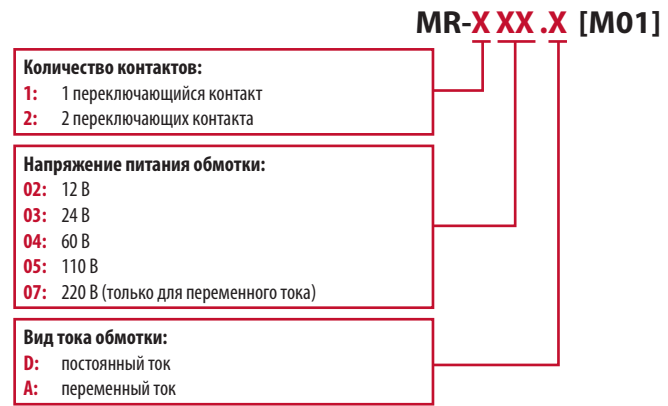 MR-X XX .X [M01]
Количество контактов:
1: 1 переключающийся контакт
2: 2 переключающих контакта
Напряжение питания обмотки:
02: 12 В
03: 24 В
04: 60 В
05: 110 В
07: 220 В (только для переменного тока)
Вид тока обмотки:
D: постоянный ток
A: переменный ток